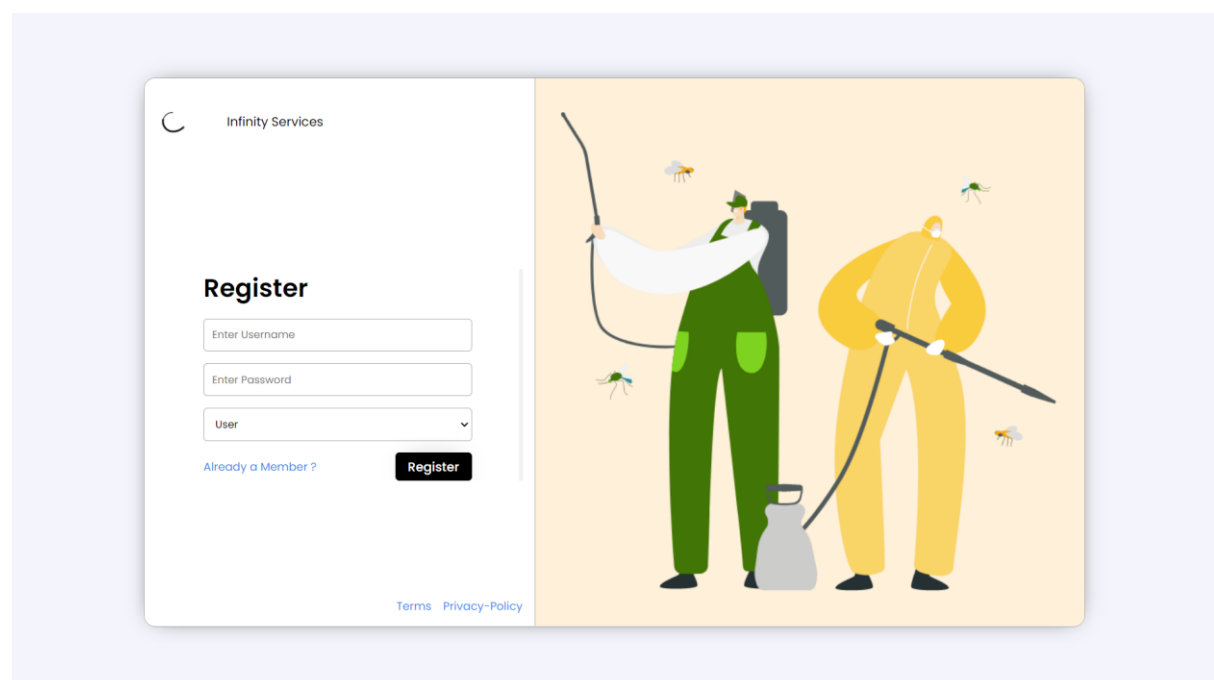 Infinity Services
Register
Enter Username
Enter Password
User
Already a Member ? Register
Terms Privacy-Policy